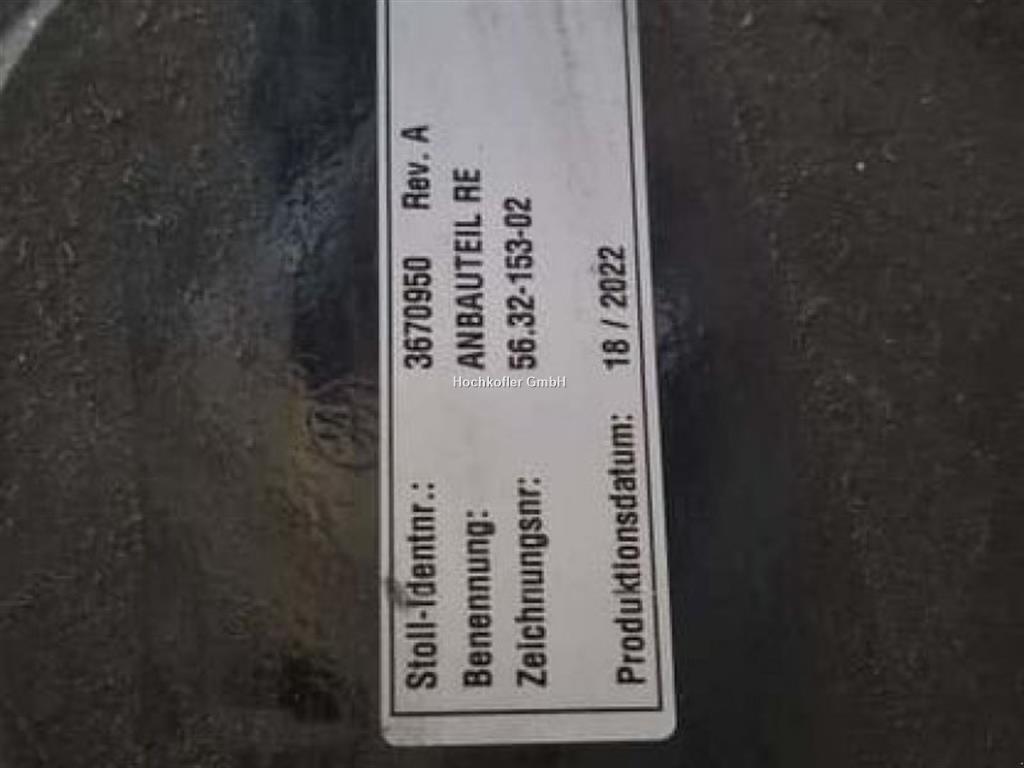 Stoll-Identnr.: 3670950 Rev. A
Benennung: ANBAUTEIL RE
Zeichnungsnr: 56.32-153-02
Produktionsdatum: 18 / 2022
Hochkofler GmbH